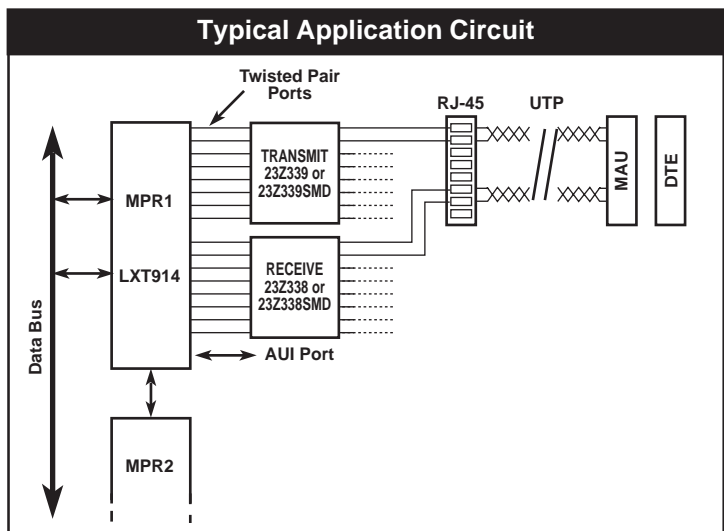 Typical Application Circuit
Twisted Pair
Ports
RJ-45
UTP
TRANSMIT
23Z339 or
23Z339SMD
MPR1
LXT914
RECEIVE
23Z338 or
23Z338SMD
MAU
DTE
AUI Port
Data Bus
MPR2